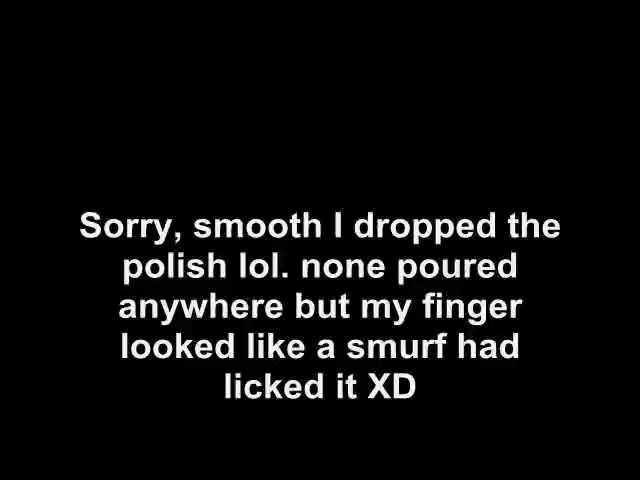 Sorry, smooth I dropped the
polish lol. none poured
anywhere but my finger
looked like a smurf had
licked it XD